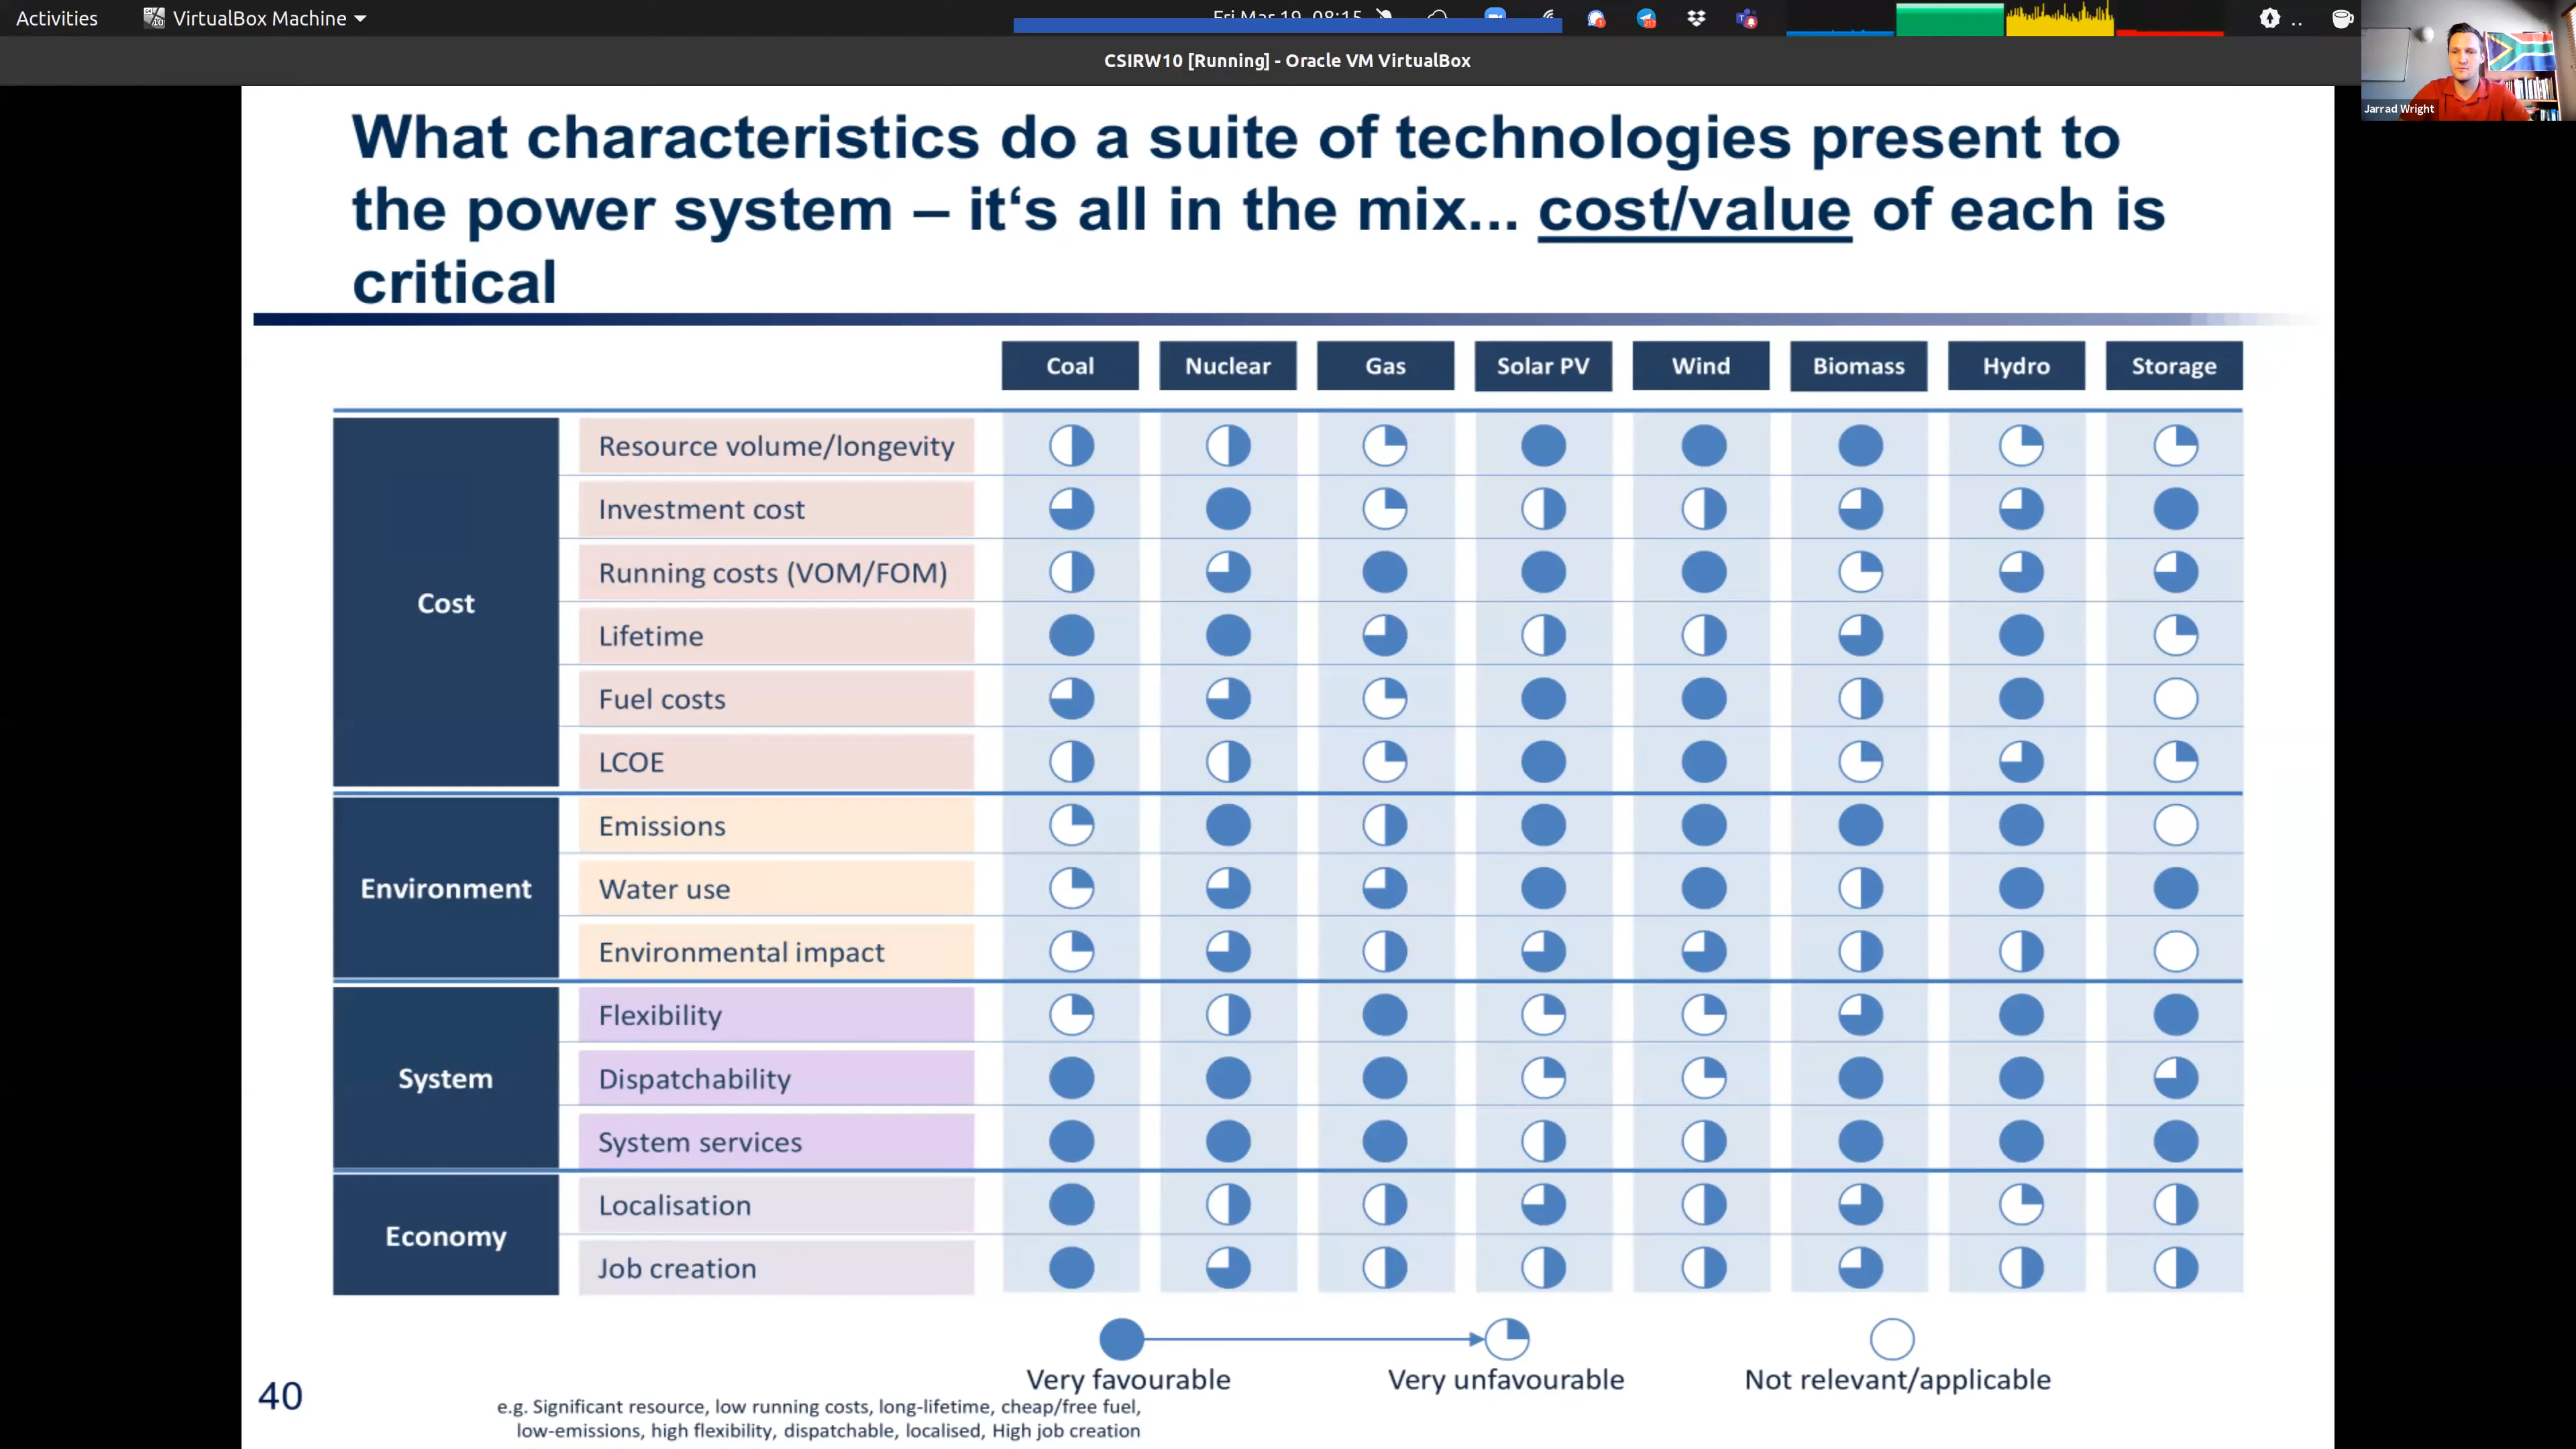 Activities
VirtualBox Machine
Fri Mar 19, 08:15
CSIRW10 [Running] - Oracle VM VirtualBox
Jarrad Wright
What characteristics do a suite of technologies present to
the power system – it‘s all in the mix... cost/value of each is
critical
Coal Nuclear Gas Solar PV Wind Biomass Hydro Storage
Cost
Resource volume/longevity
Investment cost
Running costs (VOM/FOM)
Lifetime
Fuel costs
LCOE
Environment
Emissions
Water use
Environmental impact
System
Flexibility
Dispatchability
System services
Economy
Localisation
Job creation
Very favourable
Very unfavourable
Not relevant/applicable
e.g. Significant resource, low running costs, long-lifetime, cheap/free fuel,
low-emissions, high flexibility, dispatchable, localised, High job creation
40